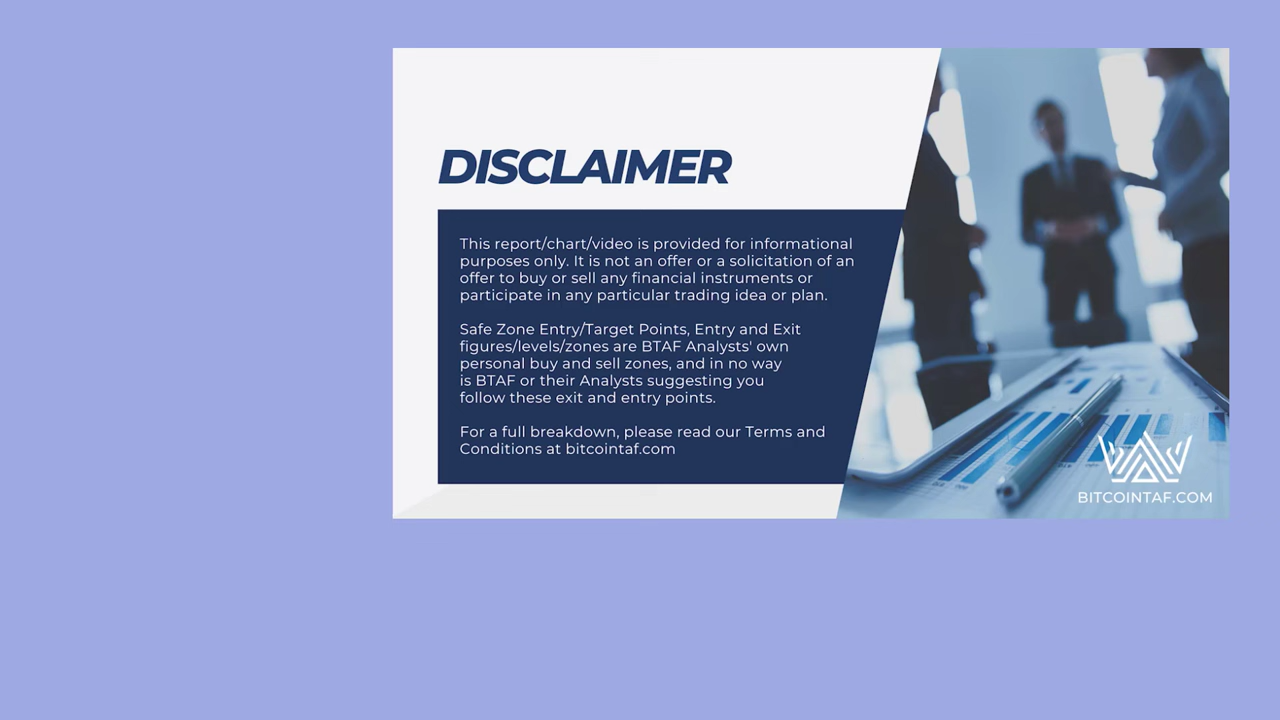 DISCLAIMER
This report/chart/video is provided for informational
purposes only. It is not an offer or a solicitation of an
offer to buy or sell any financial instruments or
participate in any particular trading idea or plan.
Safe Zone Entry/Target Points, Entry and Exit
figures/levels/zones are BTAF Analysts' own
personal buy and sell zones, and in no way
is BTAF or their Analysts suggesting you
follow these exit and entry points.
For a full breakdown, please read our Terms and
Conditions at bitcointaf.com
BITCOINTAF.COM